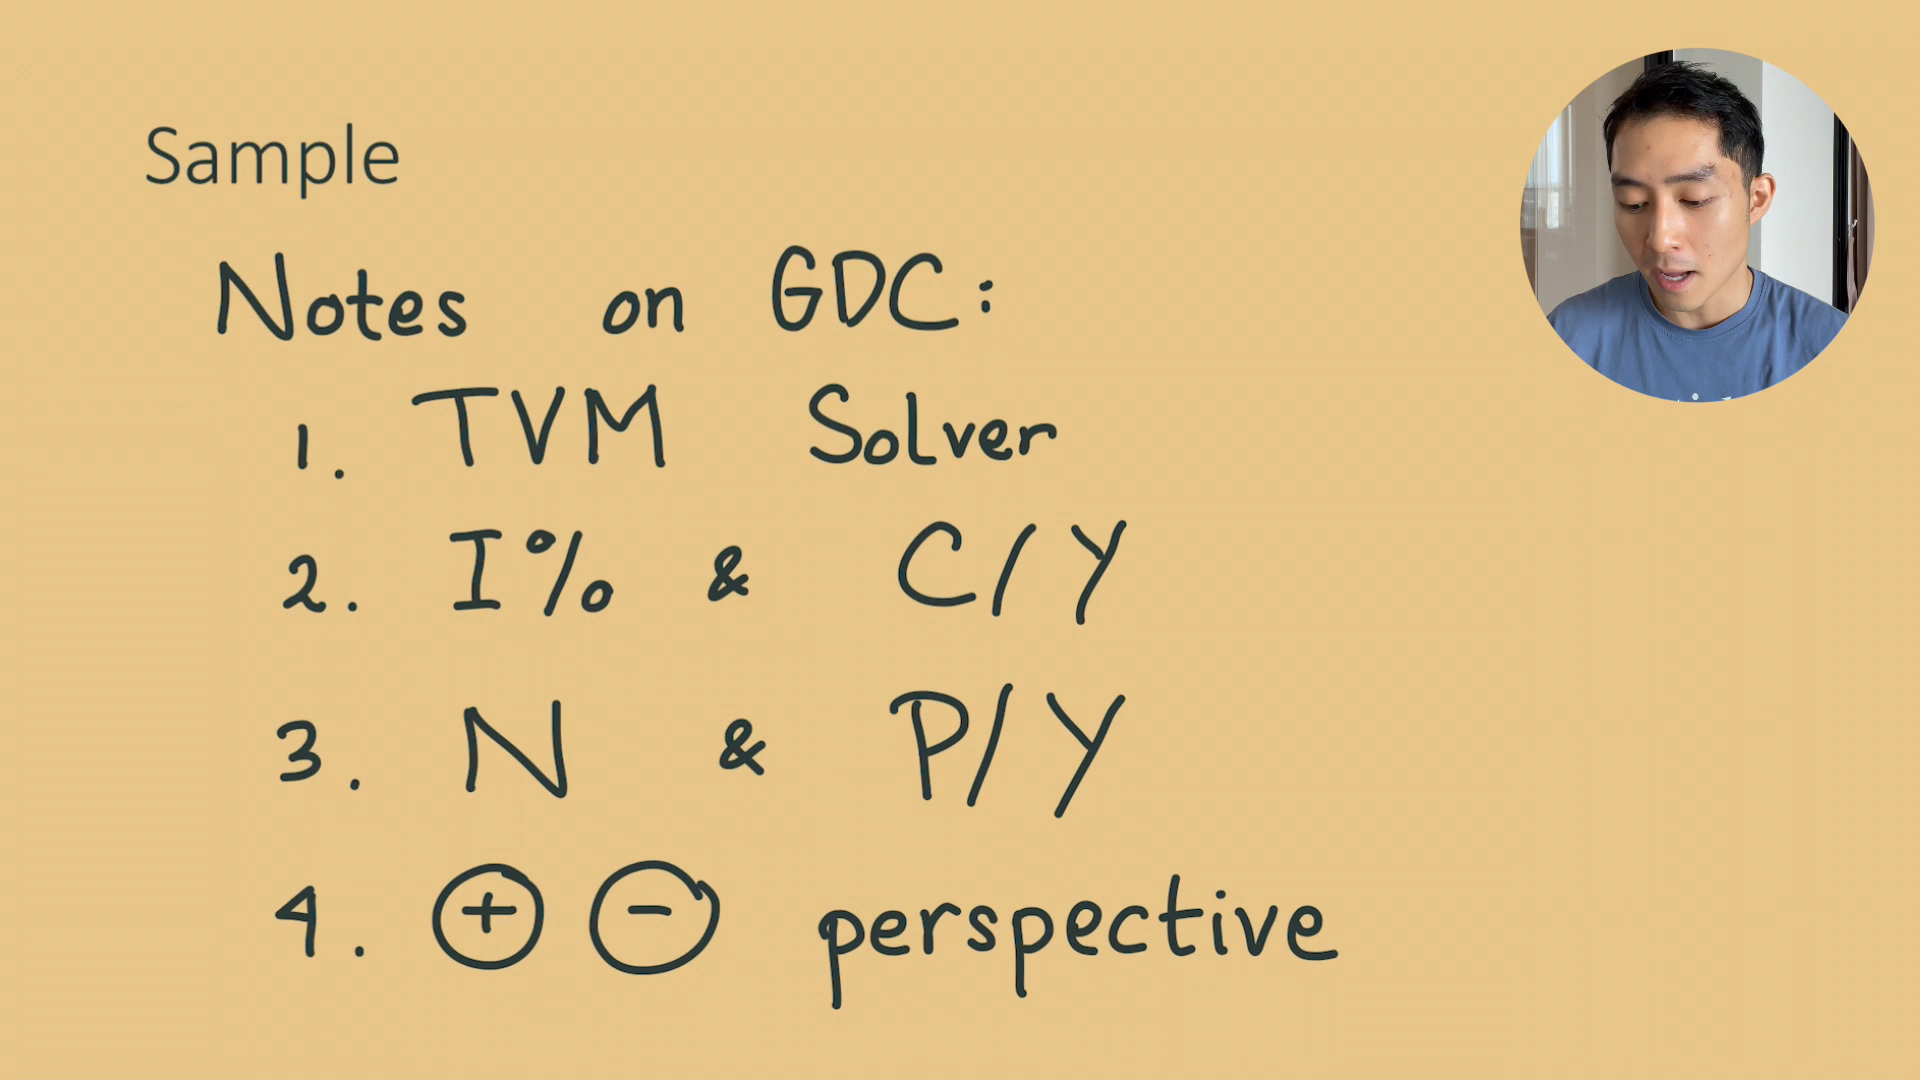 Sample
Notes on GDC:
1. TVM Solver
2. I% & C/Y
3. N & P/Y
4. + - perspective